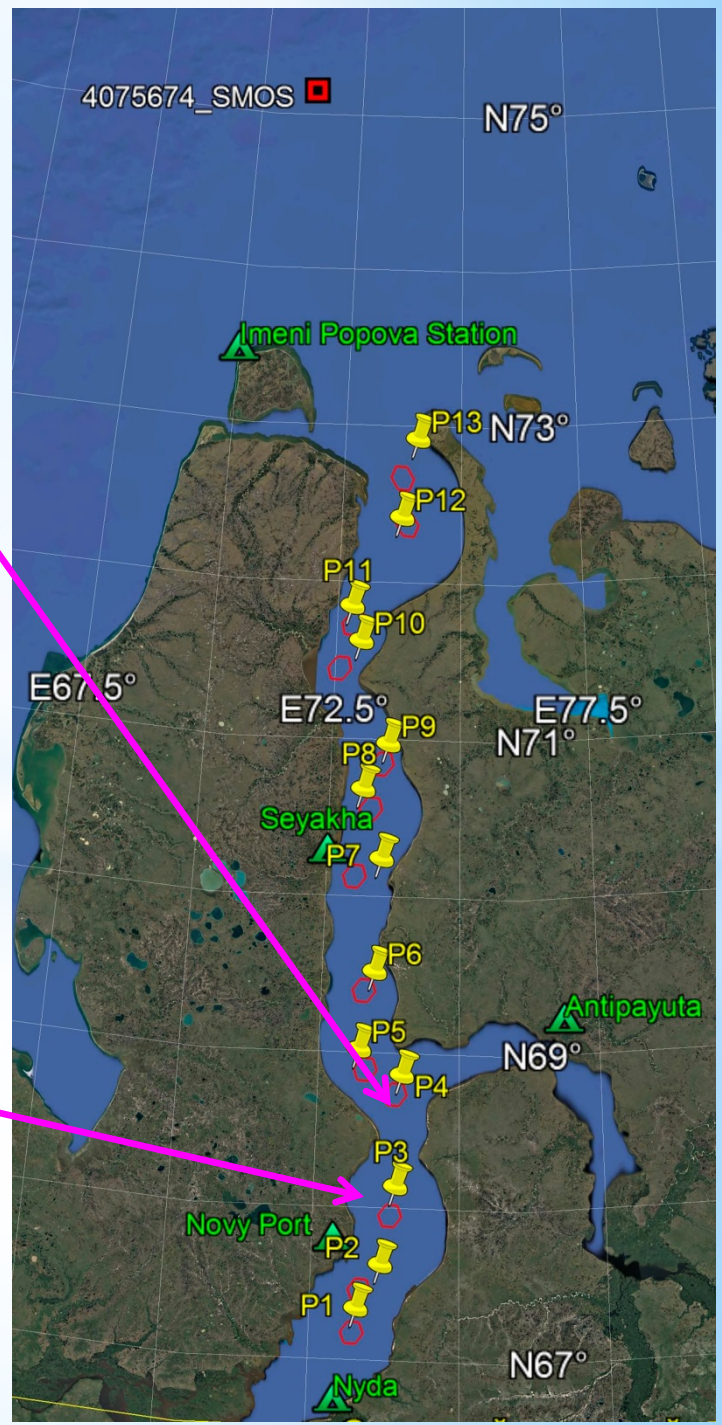 4075674_SMOS
N75°
Imeni Popova Station
P13
N73°
P12
P11
P10
E67.5°
E72.5°
E77.5°
P9
N71°
P8
Seyakha
P7
P6
Antipayuta
P5
N69°
P4
P3
Novy Port
P2
P1
N67°
Nyda